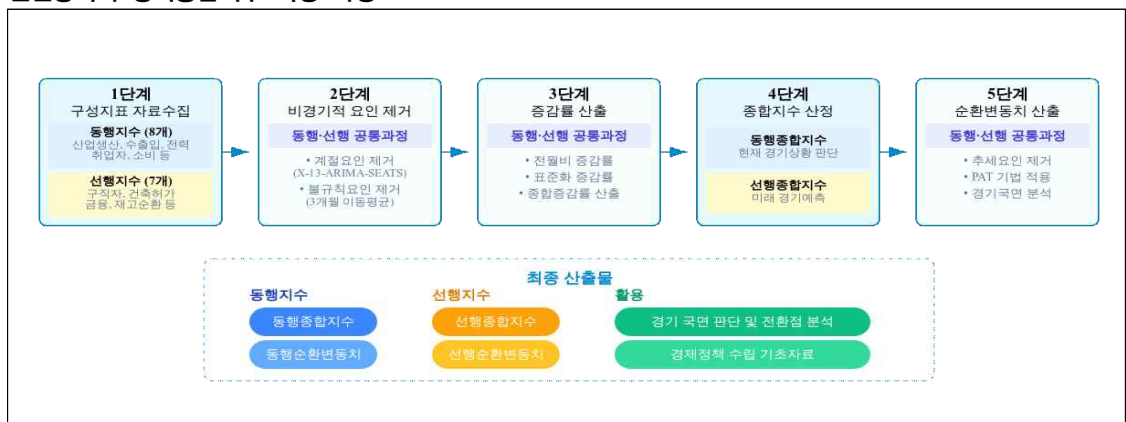 1단계
구성지표 자료수집
동행지수 (8개)
산업생산, 수출입, 전력
취업자, 소비 등
선행지수 (7개)
구직자, 건축허가
금융, 재고순환 등
2단계
비경기적 요인 제거
동행·선행 공통과정
• 계절요인 제거
(X-13-ARIMA-SEATS)
• 불규칙요인 제거
(3개월 이동평균)
3단계
증감률 산출
동행·선행 공통과정
• 전월비 증감률
• 표준화 증감률
• 종합증감률 산출
4단계
종합지수 산정
동행종합지수
현재 경기상황 판단
선행종합지수
미래 경기예측
5단계
순환변동치 산출
동행·선행 공통과정
• 추세요인 제거
• PAT 기법 적용
• 경기국면 분석
최종 산출물
동행지수
선행지수
활용
동행종합지수
선행종합지수
경기 국면 판단 및 전환점 분석
동행순환변동치
선행순환변동치
경제정책 수립 기초자료